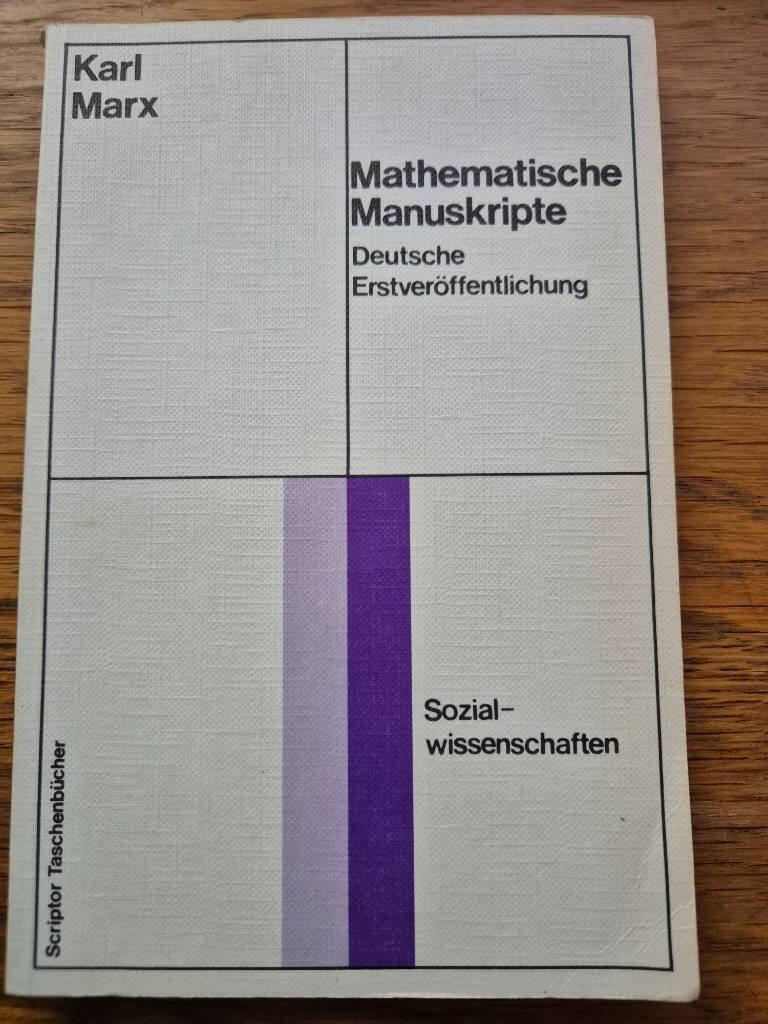 Karl
Marx
Mathematische
Manuskripte
Deutsche
Erstveröffentlichung
Sozial-
wissenschaften
Scriptor Taschenbücher